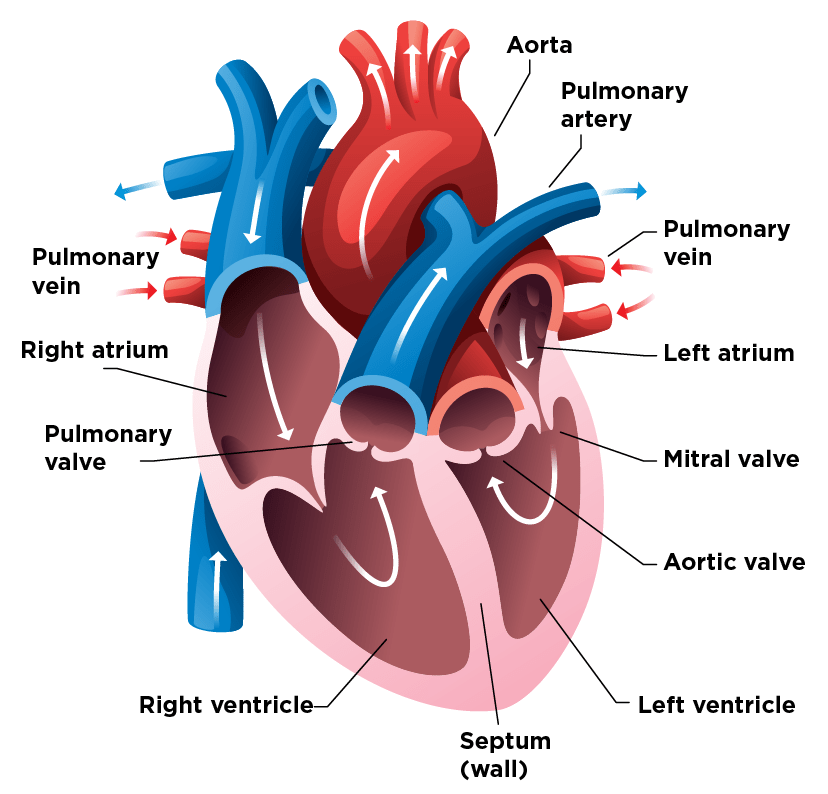 Aorta
Pulmonary
artery
Pulmonary
vein
Pulmonary
vein
Right atrium
Left atrium
Pulmonary
valve
Mitral valve
Aortic valve
Right ventricle
Left ventricle
Septum
(wall)